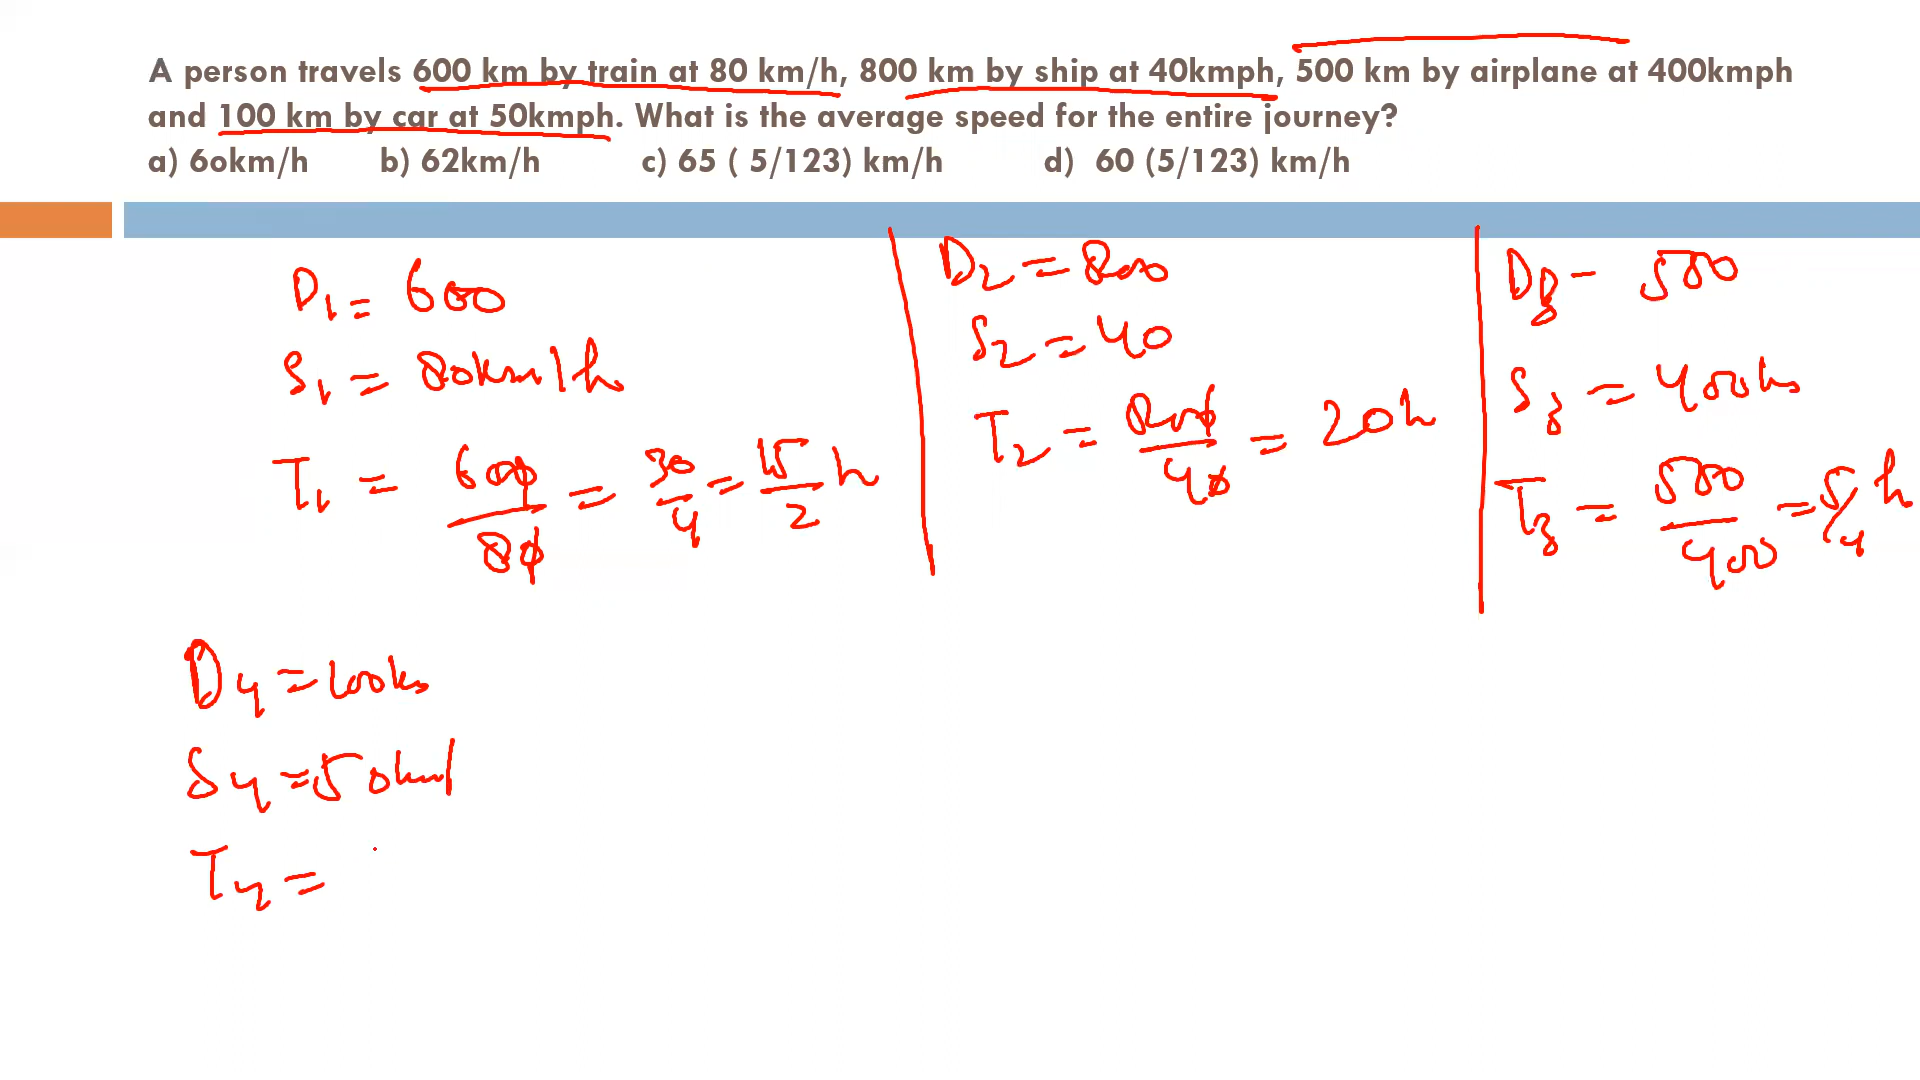 A person travels 600 km by train at 80 km/h, 800 km by ship at 40kmph, 500 km by airplane at 400kmph
and 100 km by car at 50kmph. What is the average speed for the entire journey?
a) 6okm/h b) 62km/h c) 65 ( 5/123) km/h d) 60 (5/123) km/h
D1 = 600
S1 = 80km/h
T1 = 600/80 = 30/4 = 15/2 h
D2 = 800
S2 = 40
T2 = 800/40 = 20h
D3 - 500
S3 = 400km
T3 = 500/400 = 5/4 h
D4 = 100km
S4 = 50km/
T4 =